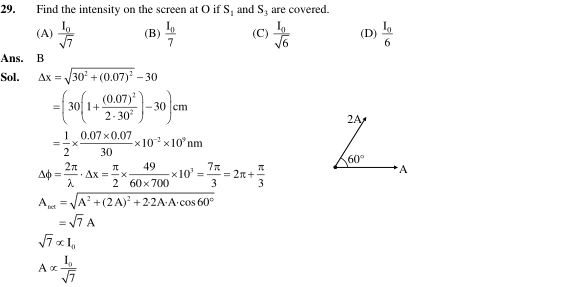 29. Find the intensity on the screen at O if S₁ and S₃ are covered.
(A) I₀/√7 (B) I₀/7 (C) I₀/√6 (D) I₀/6
Ans. B
Sol. Δx = √(30² + (0.07)²) − 30
= (30(1 + (0.07)²/(2·30²)) − 30) cm
= 1/2 × (0.07×0.07)/30 × 10⁻² × 10⁹ nm
Δϕ = 2π/λ · Δx = π/2 × 49/(60×700) × 10³ = 7π/3 = 2π + π/3
A_net = √(A² + (2A)² + 2·2A·A·cos 60°)
= √7 A
√7 ∝ I₀
A ∝ I₀/√7
2A
60°
A